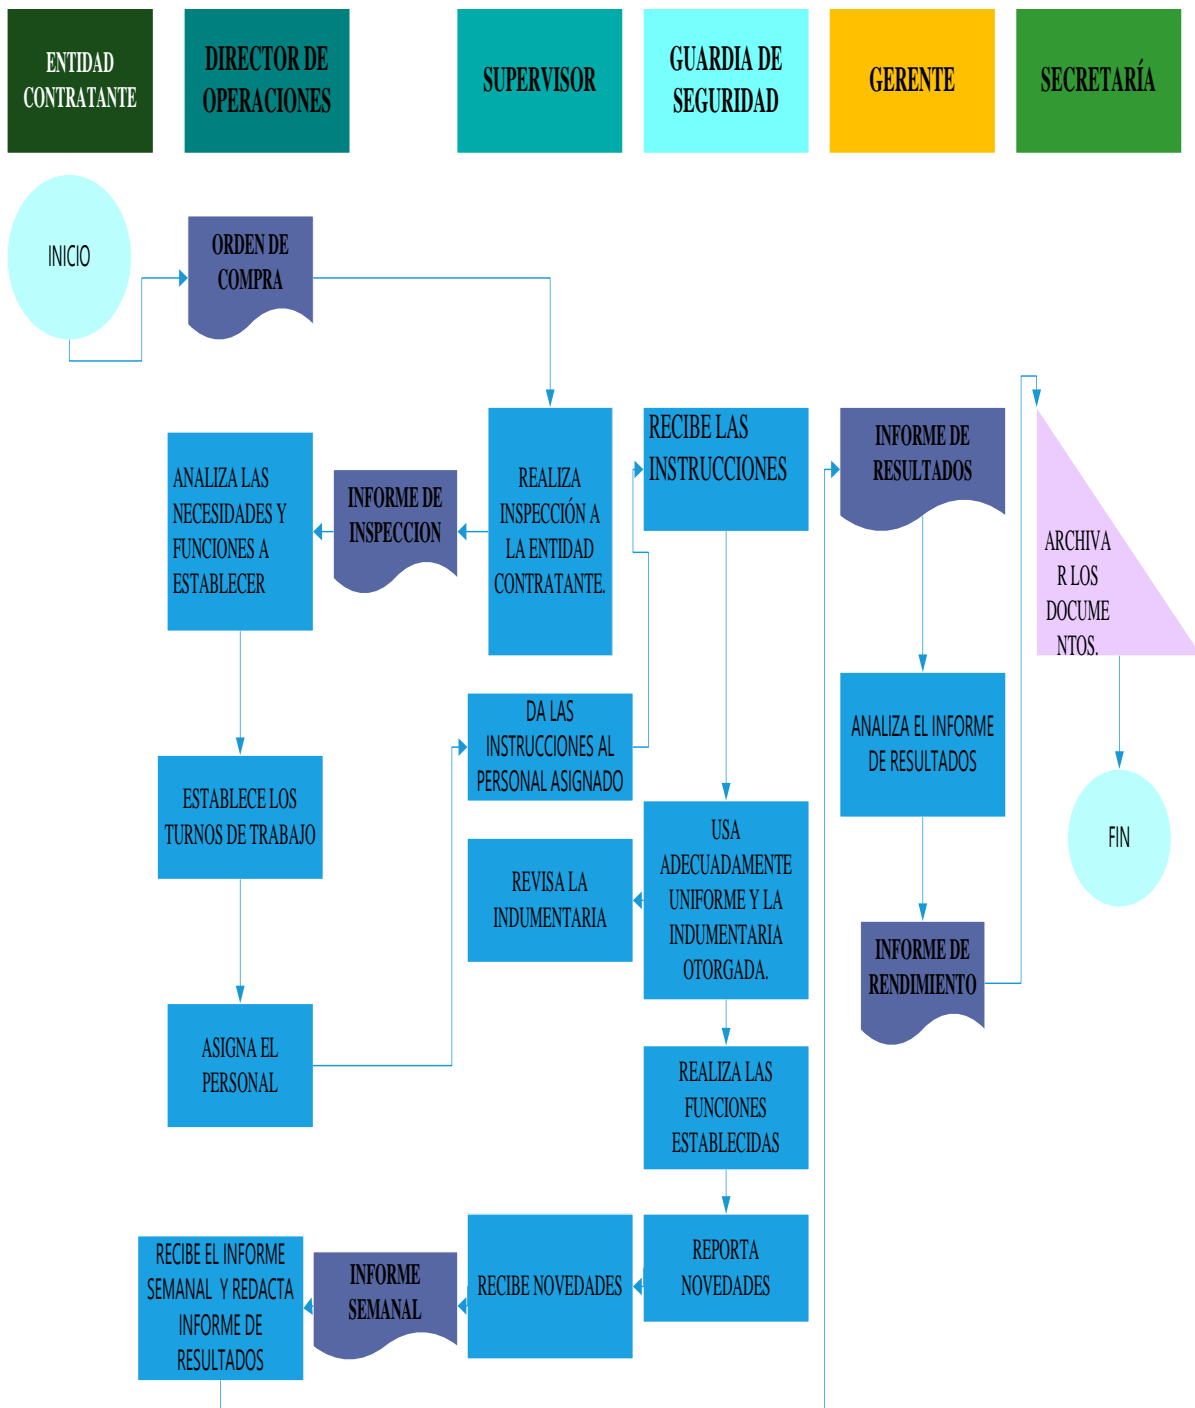 ENTIDAD
CONTRATANTE
DIRECTOR DE
OPERACIONES
SUPERVISOR
GUARDIA DE
SEGURIDAD
GERENTE
SECRETARÍA
INICIO
ORDEN DE
COMPRA
ANALIZA LAS
NECESIDADES Y
FUNCIONES A
ESTABLECER
INFORME DE
INSPECCION
REALIZA
INSPECCIÓN A
LA ENTIDAD
CONTRATANTE.
RECIBE LAS
INSTRUCCIONES
INFORME DE
RESULTADOS
ARCHIVA
R LOS
DOCUME
NTOS.
DA LAS
INSTRUCCIONES AL
PERSONAL ASIGNADO
ANALIZA EL INFORME
DE RESULTADOS
ESTABLECE LOS
TURNOS DE TRABAJO
FIN
REVISA LA
INDUMENTARIA
USA
ADECUADAMENTE
UNIFORME Y LA
INDUMENTARIA
OTORGADA.
INFORME DE
RENDIMIENTO
ASIGNA EL
PERSONAL
REALIZA LAS
FUNCIONES
ESTABLECIDAS
RECIBE EL INFORME
SEMANAL Y REDACTA
INFORME DE
RESULTADOS
INFORME
SEMANAL
RECIBE NOVEDADES
REPORTA
NOVEDADES